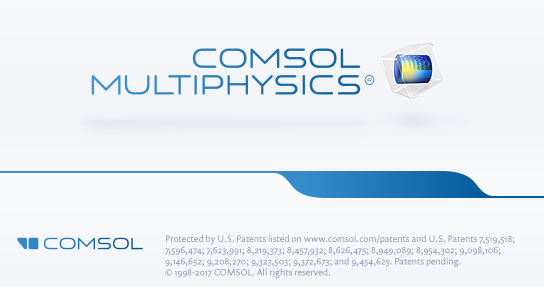 COMSOL
MULTIPHYSICS®
COMSOL
Protected by U.S. Patents listed on www.comsol.com/patents and U.S. Patents 7,519,518;
7,596,474; 7,623,991; 8,219,373; 8,457,932; 8,626,475; 8,949,089; 8,954,302; 9,098,106;
9,146,652; 9,208,270; 9,323,503; 9,372,673; and 9,454,625. Patents pending.
© 1998-2017 COMSOL. All rights reserved.